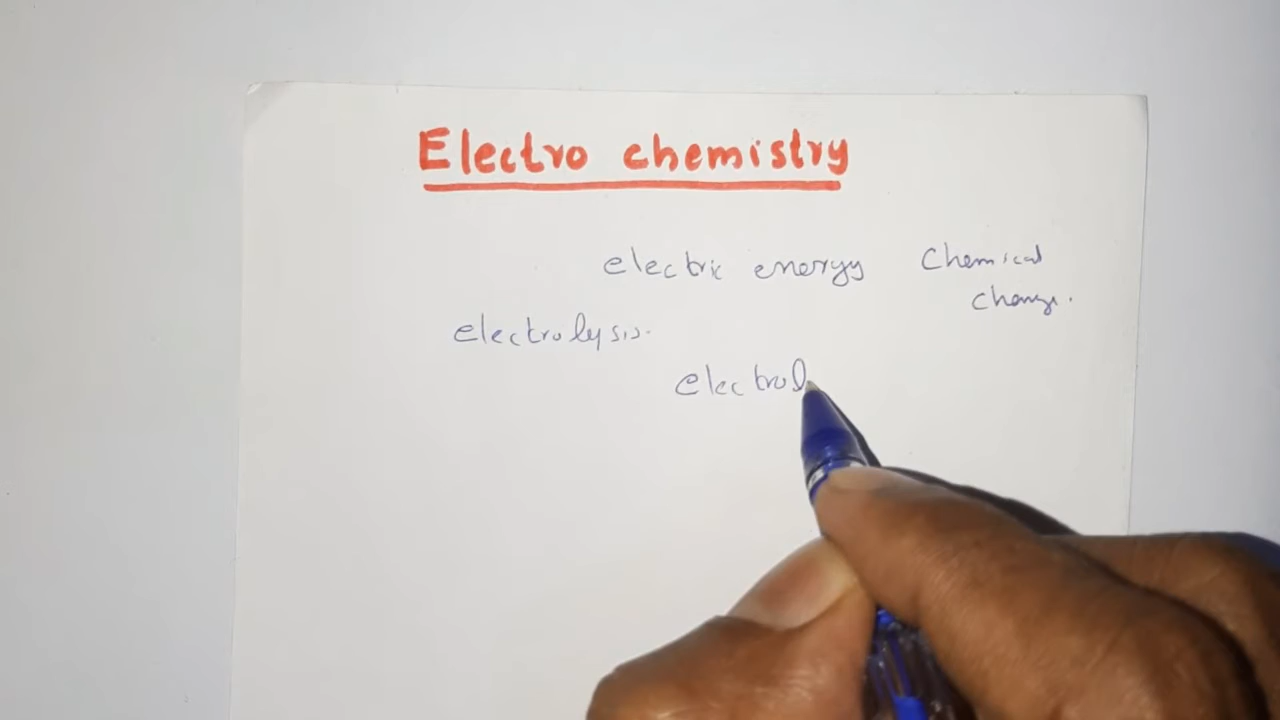 Electro chemistry
electric energy Chemical
change.
electrolysis.
electrol